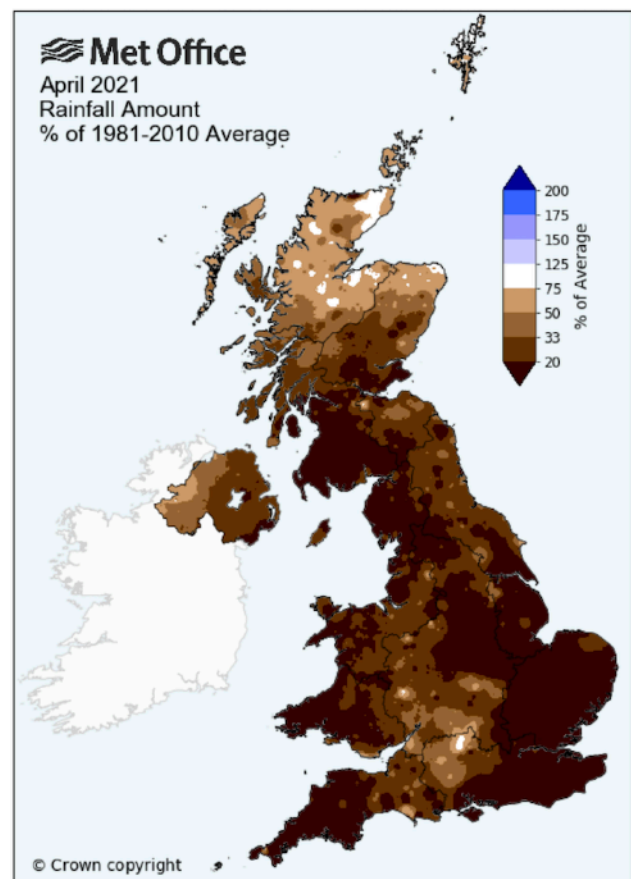 Met Office
April 2021
Rainfall Amount
% of 1981-2010 Average
200
175
150
125
75
50
33
20
% of Average
© Crown copyright